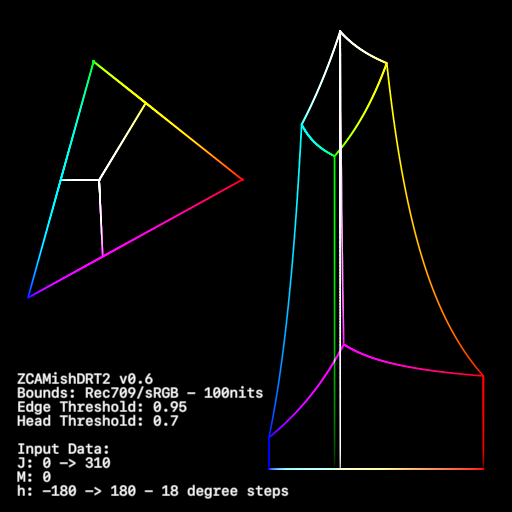 ZCAMishDRT2 v0.6
Bounds: Rec709/sRGB - 100nits
Edge Threshold: 0.95
Head Threshold: 0.7
Input Data:
J: 0 -> 310
M: 0
h: -180 -> 180 - 18 degree steps